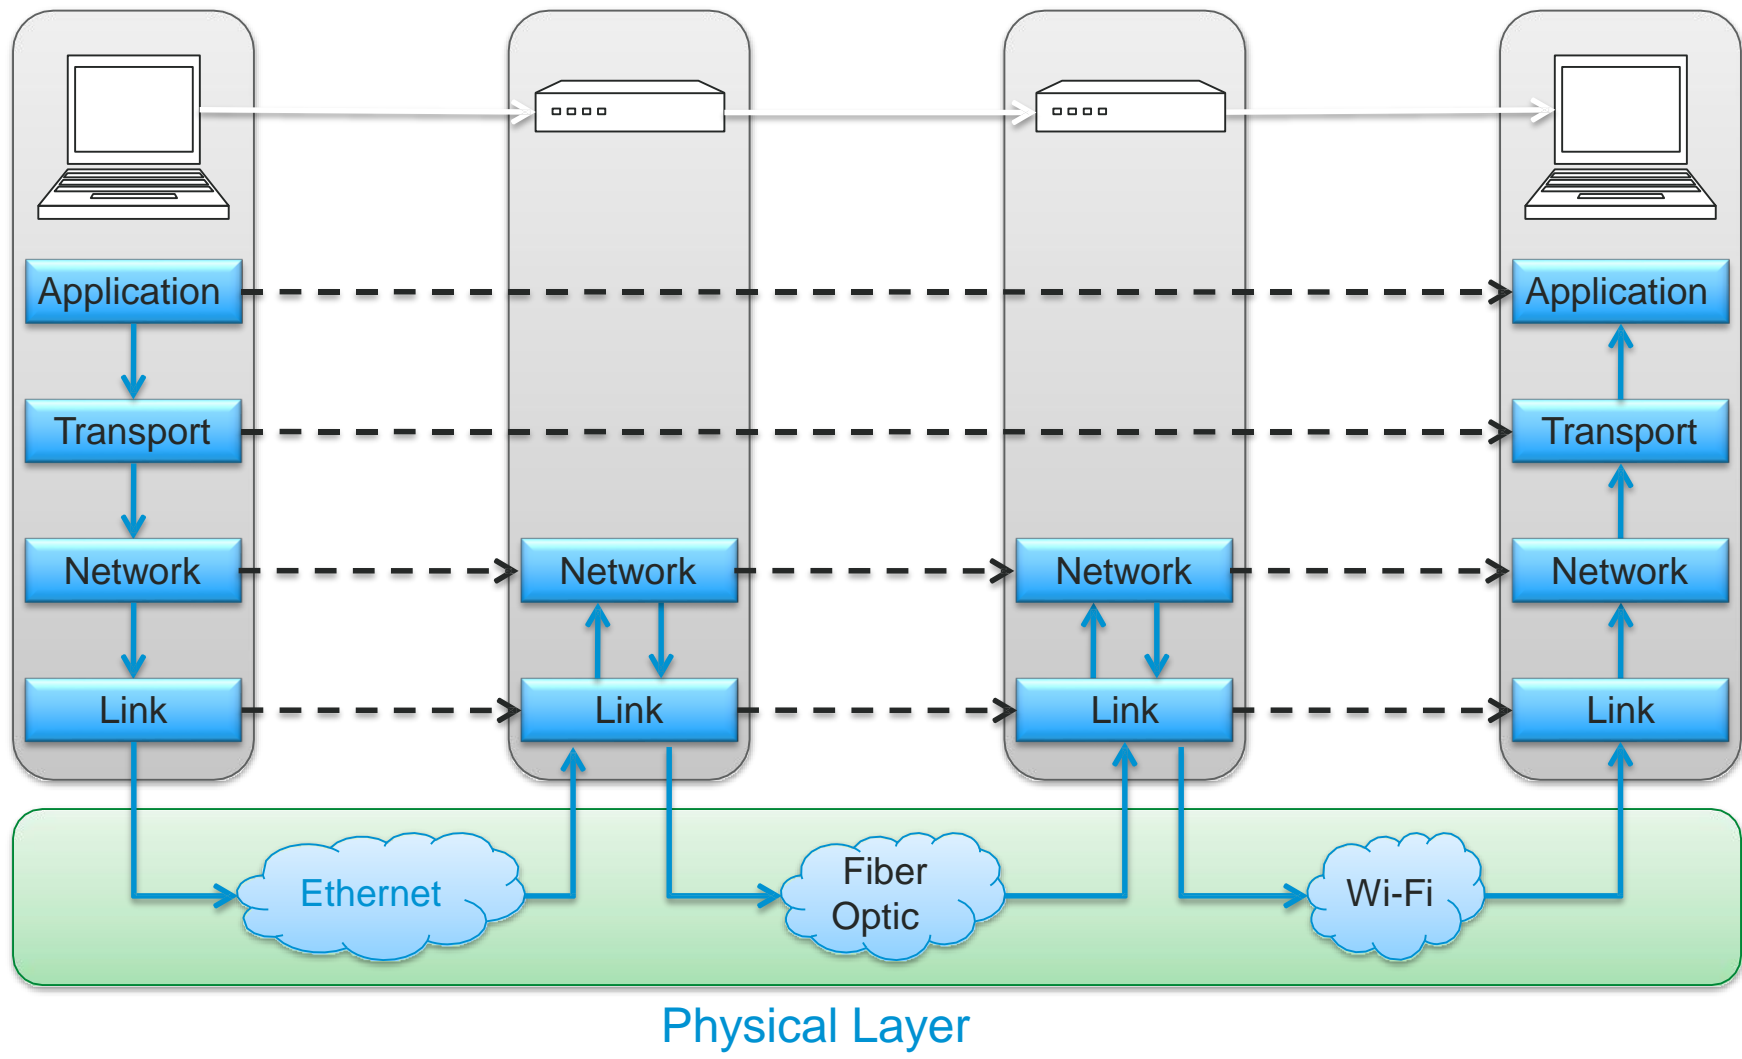 Application
Application
Transport
Transport
Network
Network
Network
Network
Link
Link
Link
Link
Ethernet
Fiber
Optic
Wi-Fi
Physical Layer